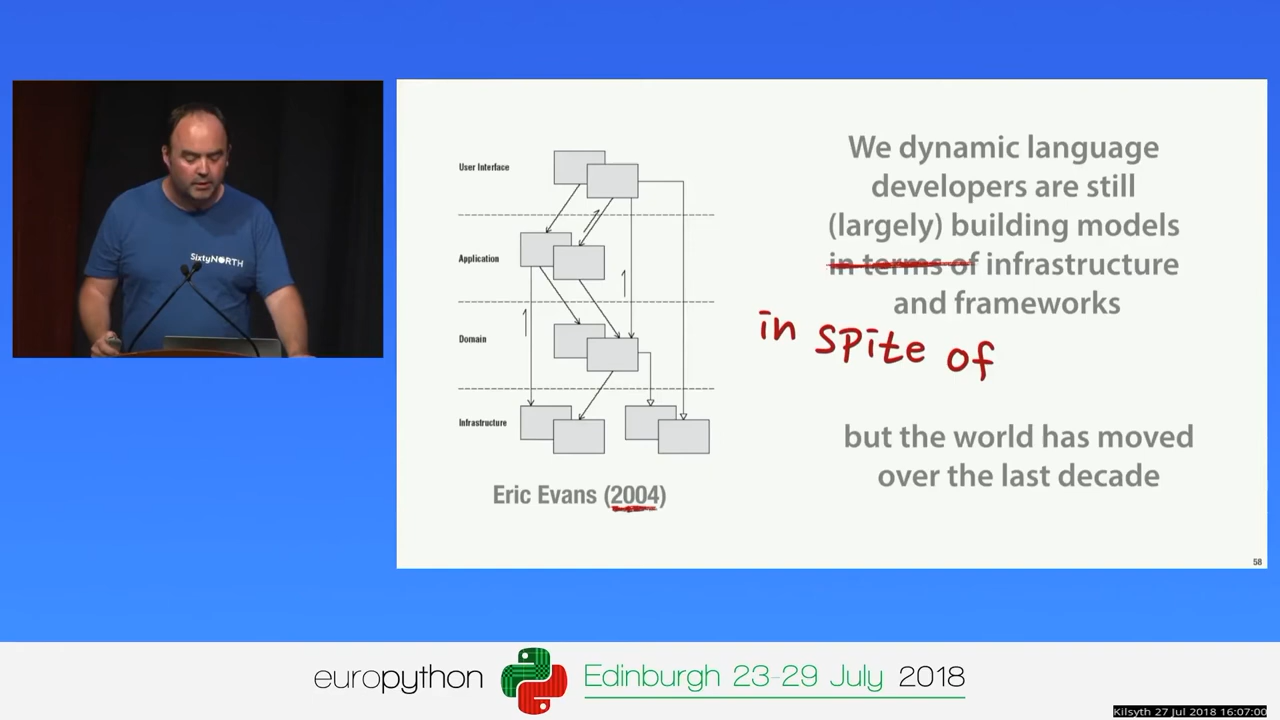 SixtyNORTH
User Interface
Application
Domain
Infrastructure
Eric Evans (2004)
We dynamic language
developers are still
(largely) building models
in terms of infrastructure
and frameworks
in spite of
but the world has moved
over the last decade
58
europython
Edinburgh 23-29 July 2018
Kilsyth 27 Jul 2018 16:07:00